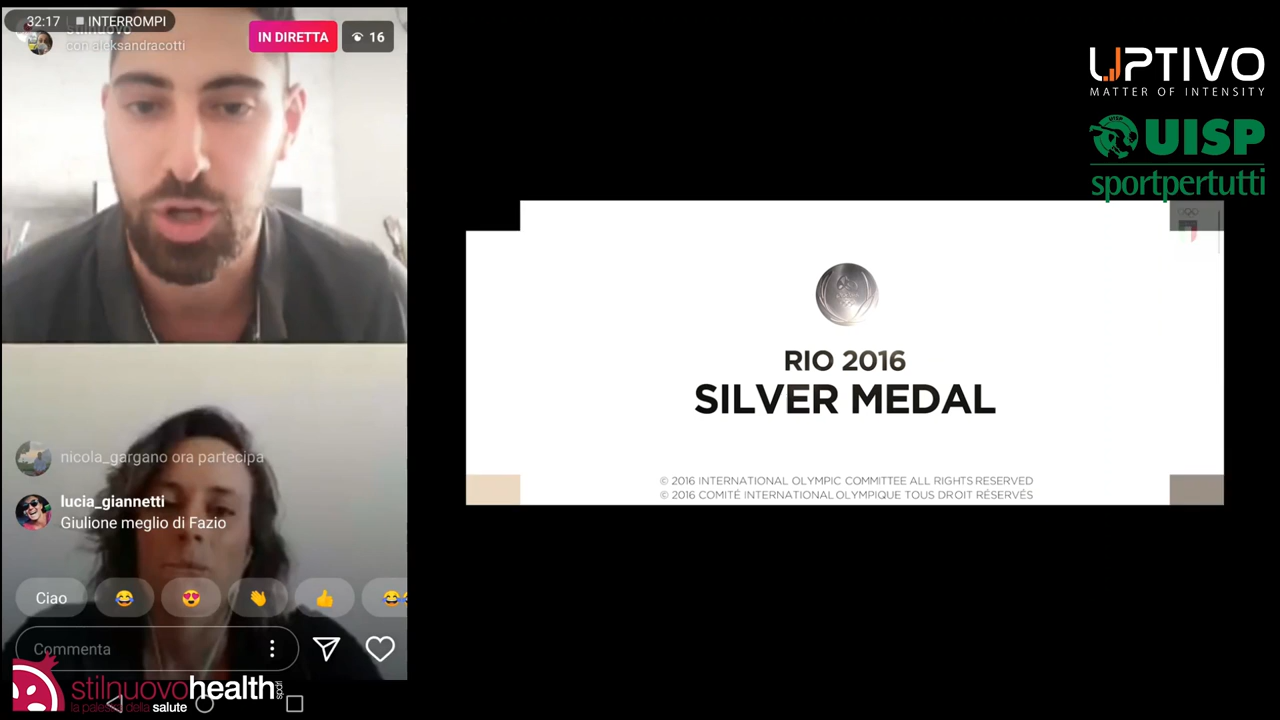 32:17 INTERROMPI
stilnuovo
con aleksandracotti
IN DIRETTA
16
nicola_gargano ora partecipa
lucia_giannetti
Giulione meglio di Fazio
Ciao
Commenta
stilnuovohealth
la palestra della salute
UPTIVO
MATTER OF INTENSITY
UISP
sportpertutti
RIO 2016
SILVER MEDAL
© 2016 INTERNATIONAL OLYMPIC COMMITTEE ALL RIGHTS RESERVED
© 2016 COMITÉ INTERNATIONAL OLYMPIQUE TOUS DROIT RÉSERVÉS